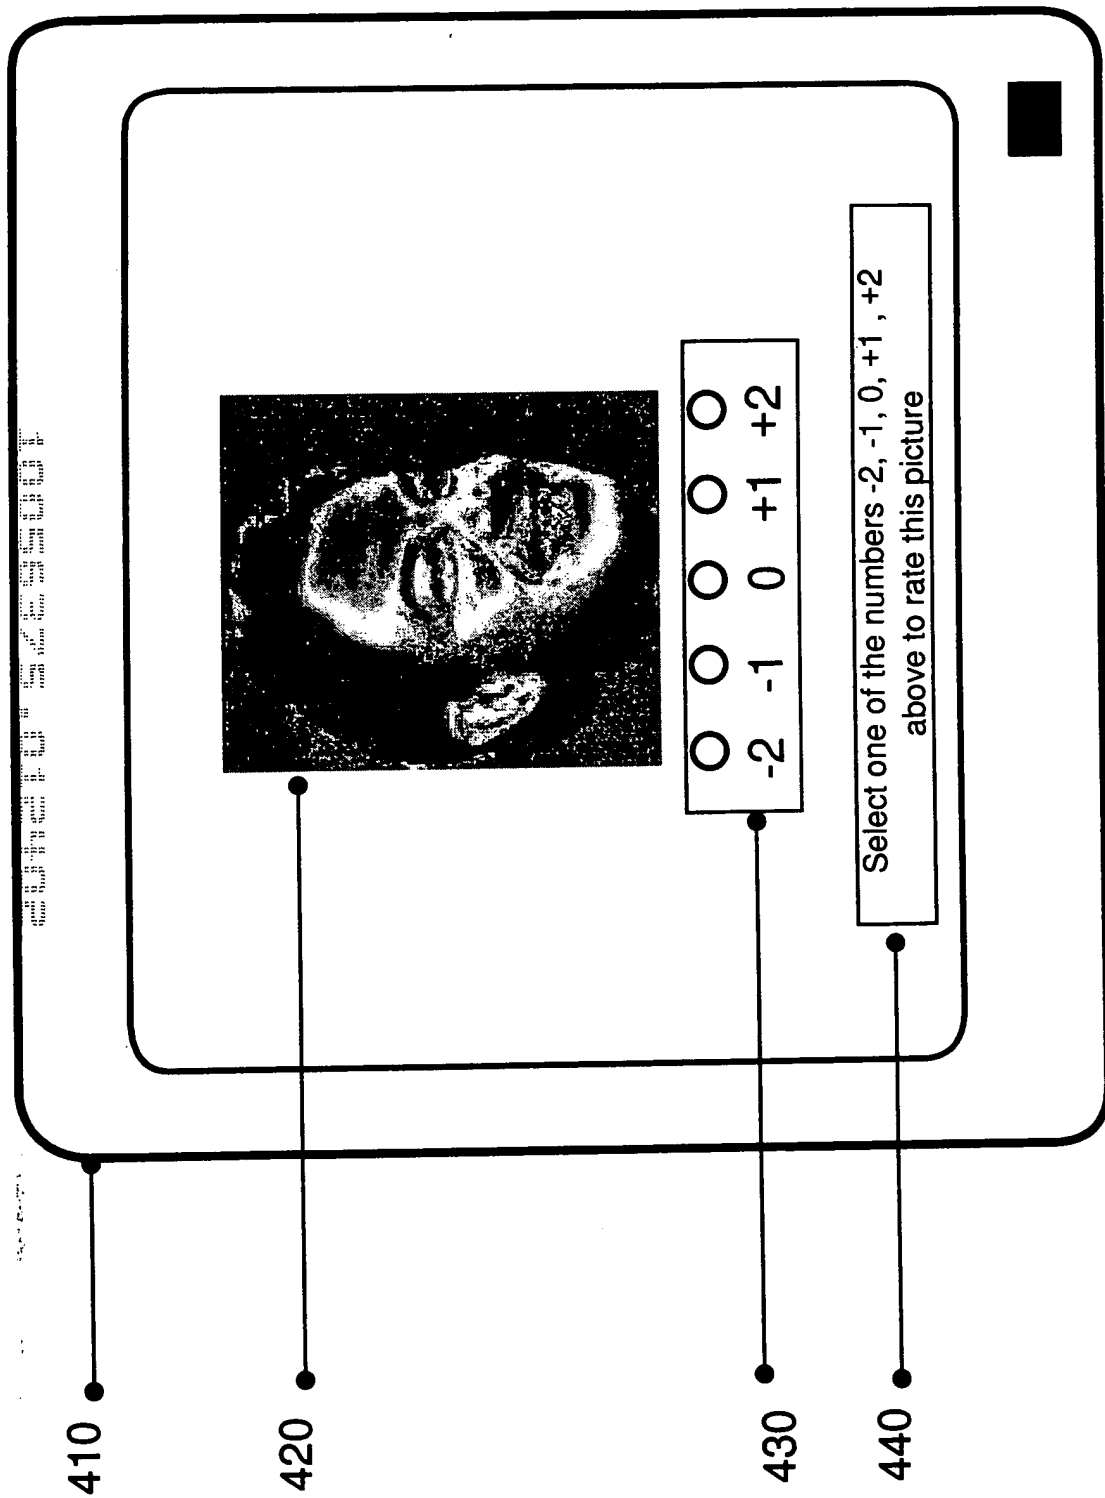 410
420
-2 -1 0 +1 +2
430
Select one of the numbers -2, -1, 0, +1 , +2
above to rate this picture
440